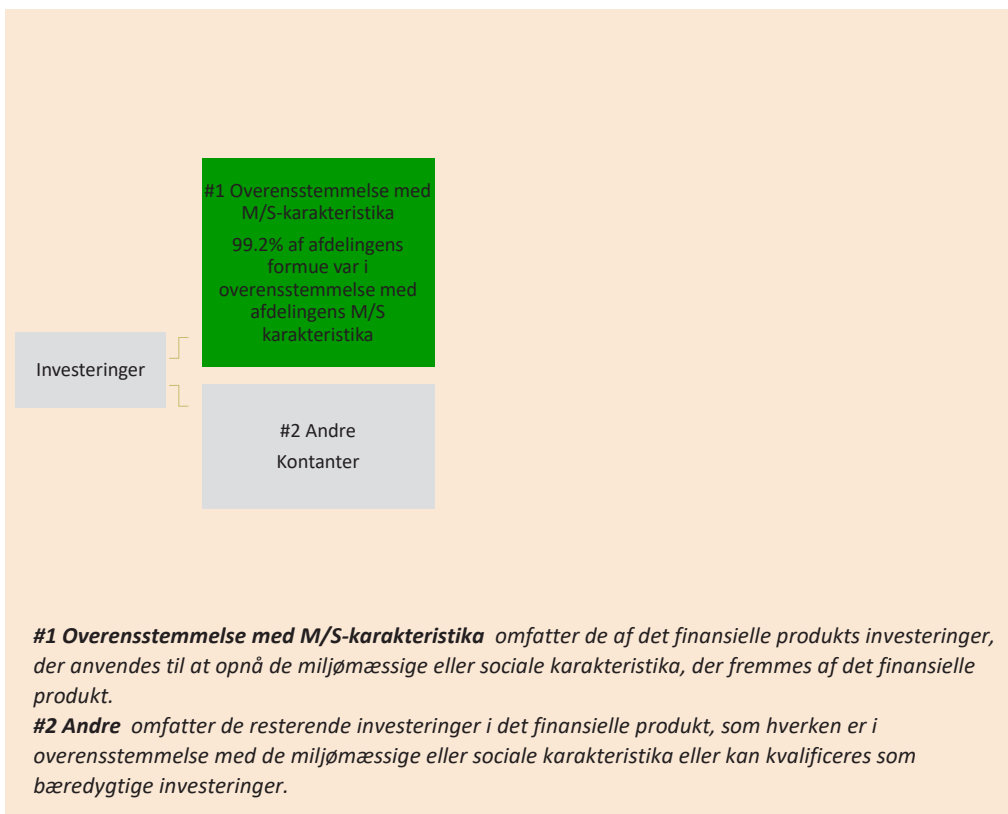 #1 Overensstemmelse med
M/S-karakteristika
99.2% af afdelingens
formue var i
overensstemmelse med
afdelingens M/S
karakteristika
Investeringer
#2 Andre
Kontanter
#1 Overensstemmelse med M/S-karakteristika omfatter de af det finansielle produkts investeringer,
der anvendes til at opnå de miljømæssige eller sociale karakteristika, der fremmes af det finansielle
produkt.
#2 Andre omfatter de resterende investeringer i det finansielle produkt, som hverken er i
overensstemmelse med de miljømæssige eller sociale karakteristika eller kan kvalificeres som
bæredygtige investeringer.